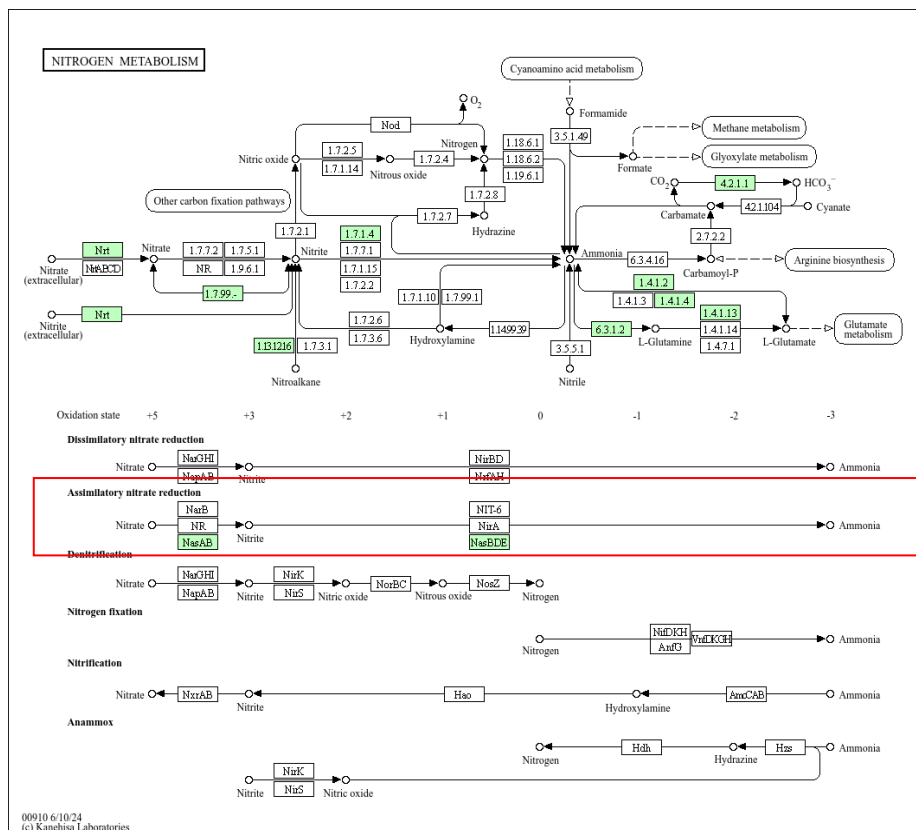 NITROGEN METABOLISM
Cyanoamino acid metabolism
O2
Formamide
Nod
Nitrogen
1.18.6.1
3.5.1.49
Methane metabolism
1.7.2.5
Nitric oxide
1.7.1.14
1.7.2.4
Nitrous oxide
1.18.6.2
1.19.6.1
Formate
Glyoxylate metabolism
CO2
4.2.1.1
HCO3−
1.7.2.8
Other carbon fixation pathways
1.7.2.7
Hydrazine
Carbamate
4.2.1.104
Cyanate
1.7.2.1
1.7.1.4
2.7.2.2
Nrt
Nitrate
1.7.7.2
1.7.5.1
Nitrite
1.7.7.1
Ammonia
NrtABCD
NR
1.9.6.1
1.7.1.15
6.3.4.16
Arginine biosynthesis
Nitrate
(extracellular)
1.7.2.2
Carbamoyl-P
1.7.99.-
1.4.1.2
1.7.1.10
1.7.99.1
1.4.1.3
1.4.1.4
Nrt
1.7.2.6
1.4.1.13
Nitrite
(extracellular)
1.7.3.6
Hydroxylamine
1.14.99.39
6.3.1.2
L-Glutamine
1.4.1.14
L-Glutamate
Glutamate
metabolism
1.13.12.16
1.7.3.1
3.5.5.1
1.4.7.1
Nitroalkane
Nitrile
Oxidation state +5 +3 +2 +1 0 -1 -2 -3
Dissimilatory nitrate reduction
NarGHI NirBD
Nitrate Ammonia
NapAB Nitrite NrfAH
Assimilatory nitrate reduction
NarB NIT-6
Nitrate NR NirA Ammonia
NasAB Nitrite NasBDE
Denitrification
NarGHI NirK NorBC NosZ
Nitrate
NapAB Nitrite NirS Nitric oxide Nitrous oxide Nitrogen
Nitrogen fixation
NifDKH VnfDKGH
Nitrogen AnfG Ammonia
Nitrification
Nitrate NxrAB Hao AmoCAB Ammonia
Nitrite Hydroxylamine
Anammox
Hdh Hzs Ammonia
Nitrogen Hydrazine
NirK
Nitrite NirS Nitric oxide
00910 6/10/24
(c) Kanehisa Laboratories